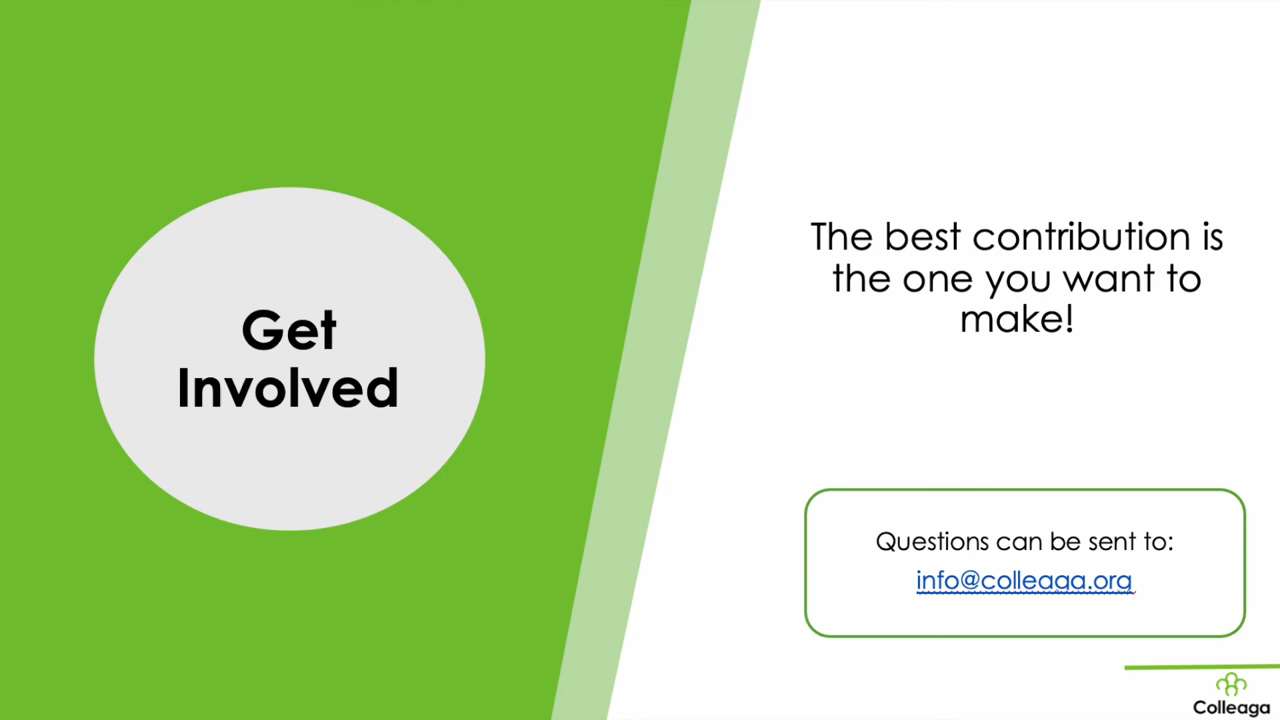 Get
Involved
The best contribution is
the one you want to
make!
Questions can be sent to:
info@colleaga.org
Colleaga